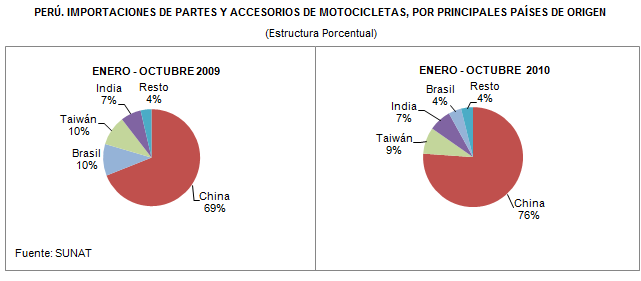 PERÚ. IMPORTACIONES DE PARTES Y ACCESORIOS DE MOTOCICLETAS, POR PRINCIPALES PAÍSES DE ORIGEN
(Estructura Porcentual)
ENERO - OCTUBRE 2009
India
7%
Resto
4%
Taiwán
10%
Brasil
10%
China
69%
Fuente: SUNAT
ENERO - OCTUBRE 2010
Brasil
4%
Resto
4%
India
7%
Taiwán
9%
China
76%